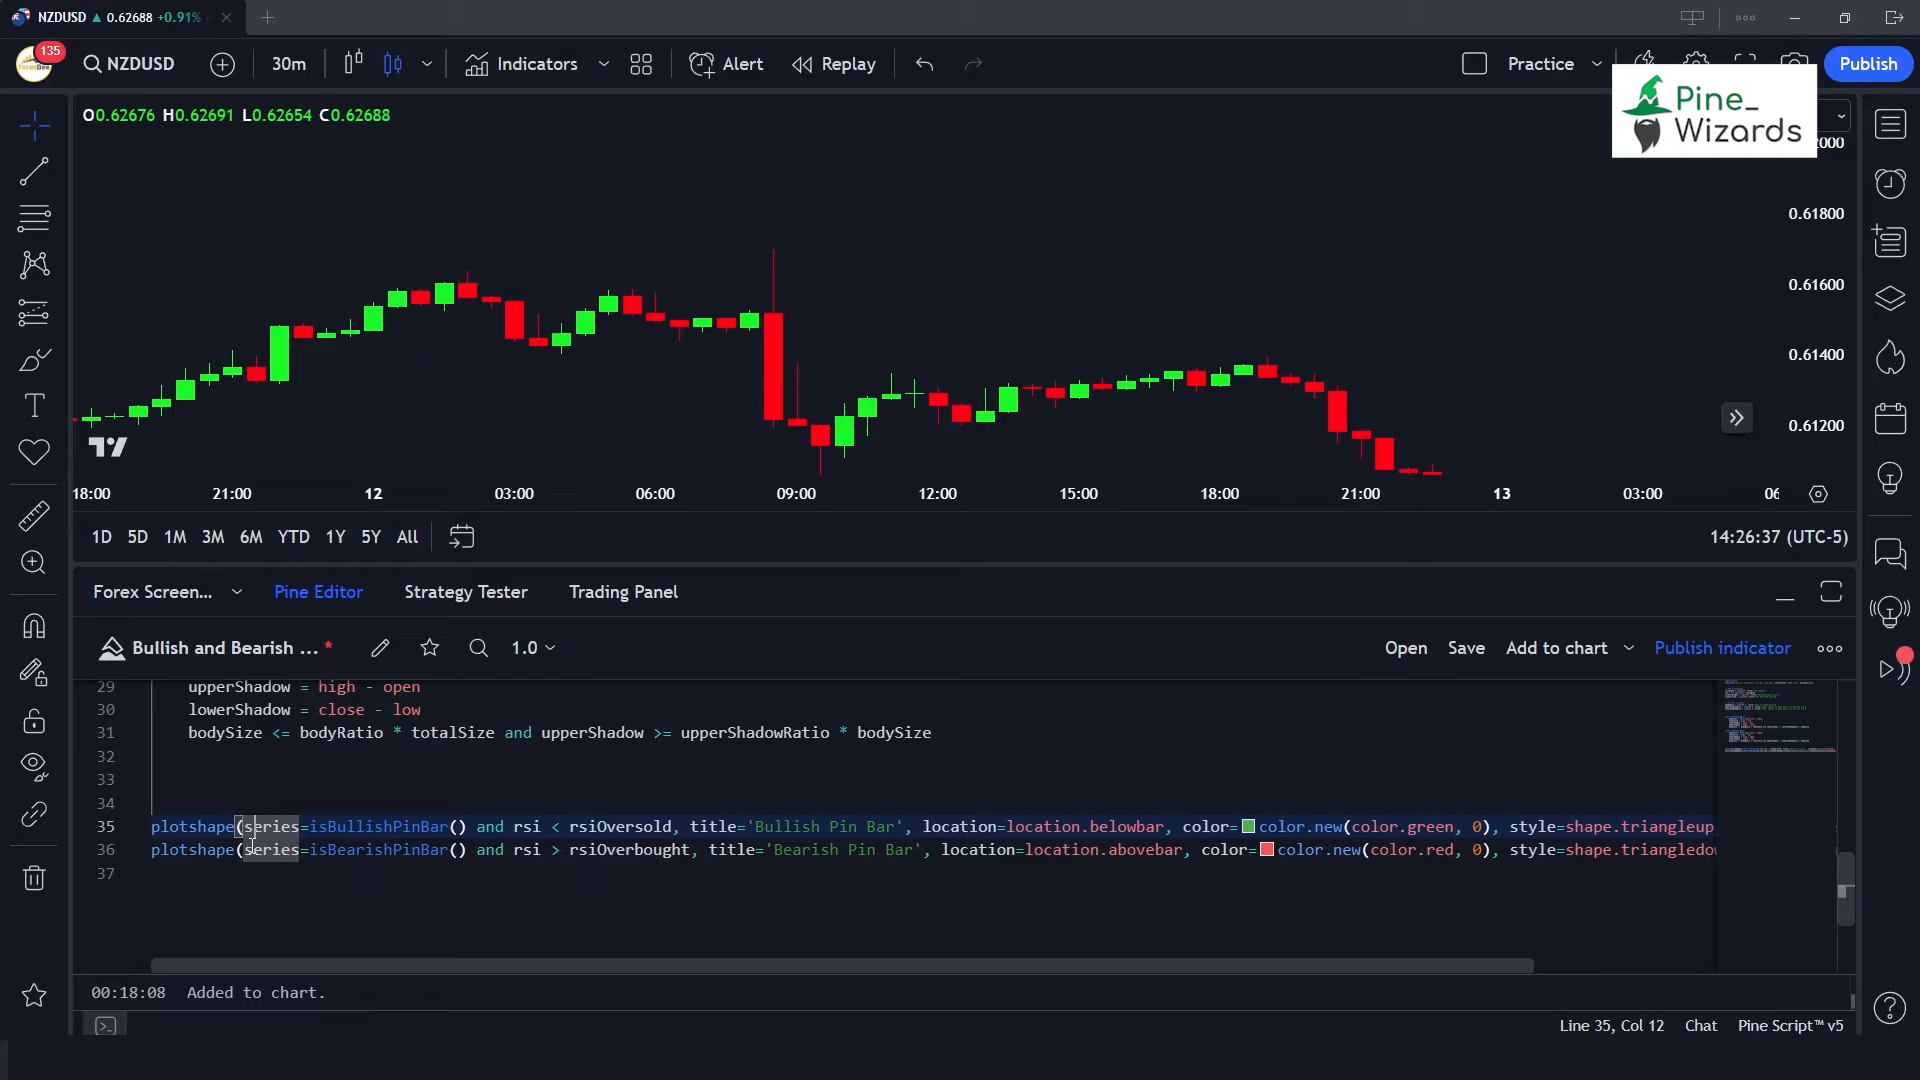 NZDUSD ▲ 0.62688 +0.91%
135
NZDUSD 30m Indicators Alert Replay Practice Publish
Pine_
Wizards
O0.62676 H0.62691 L0.62654 C0.62688
0.61800
0.61600
0.61400
0.61200
18:00 21:00 12 03:00 06:00 09:00 12:00 15:00 18:00 21:00 13 03:00
1D 5D 1M 3M 6M YTD 1Y 5Y All 14:26:37 (UTC-5)
Forex Screen... Pine Editor Strategy Tester Trading Panel
Bullish and Bearish ... * 1.0 Open Save Add to chart Publish indicator
29 upperShadow = high - open
30 lowerShadow = close - low
31 bodySize <= bodyRatio * totalSize and upperShadow >= upperShadowRatio * bodySize
32
33
34
35 plotshape(series=isBullishPinBar() and rsi < rsiOversold, title='Bullish Pin Bar', location=location.belowbar, color=color.new(color.green, 0), style=shape.triangleup
36 plotshape(series=isBearishPinBar() and rsi > rsiOverbought, title='Bearish Pin Bar', location=location.abovebar, color=color.new(color.red, 0), style=shape.triangledo
37
00:18:08 Added to chart.
Line 35, Col 12 Chat Pine Script™ v5